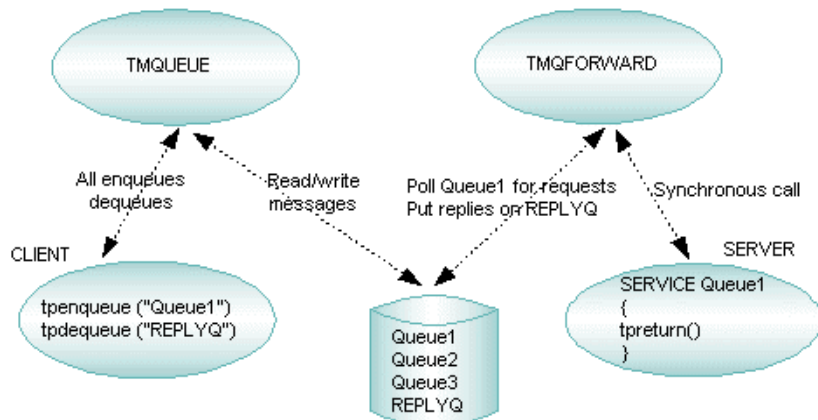 TMQUEUE
TMQFORWARD
All enqueues
dequeues
Read/write
messages
Poll Queue1 for requests
Put replies on REPLYQ
Synchronous call
CLIENT
SERVER
tpenqueue ("Queue1")
tpdequeue ("REPLYQ")
Queue1
Queue2
Queue3
REPLYQ
SERVICE Queue1
{
tpreturn()
}